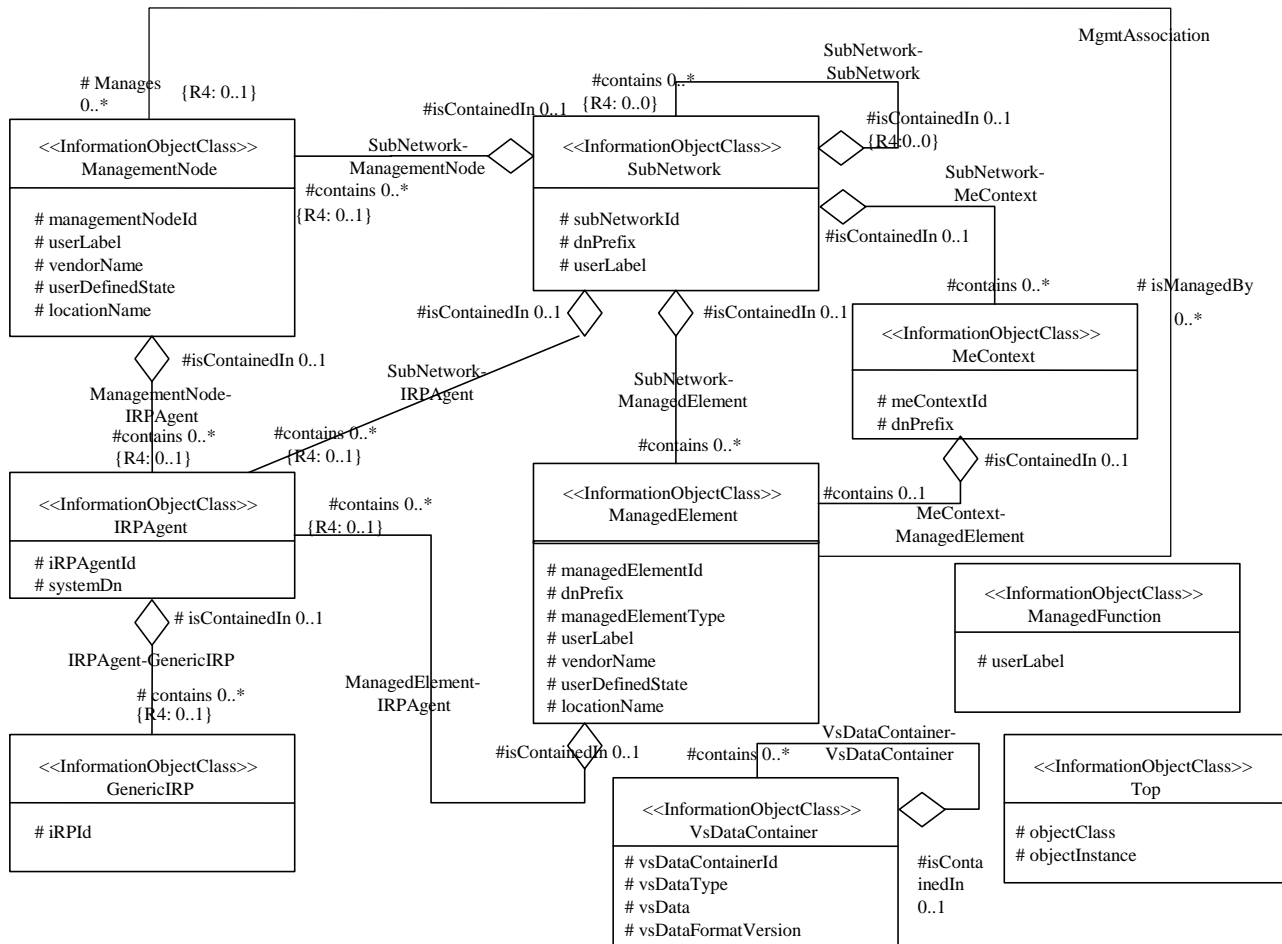 MgmtAssociation
SubNetwork-
SubNetwork
# Manages
0..*
{R4: 0..1}
#contains 0..*
{R4: 0..0}
#isContainedIn 0..1
#isContainedIn 0..1
{R4:0..0}
<<InformationObjectClass>>
ManagementNode
# managementNodeId
# userLabel
# vendorName
# userDefinedState
# locationName
SubNetwork-
ManagementNode
#contains 0..*
{R4: 0..1}
<<InformationObjectClass>>
SubNetwork
# subNetworkId
# dnPrefix
# userLabel
SubNetwork-
MeContext
#isContainedIn 0..1
#contains 0..*
# isManagedBy
0..*
#isContainedIn 0..1
#isContainedIn 0..1
<<InformationObjectClass>>
MeContext
# meContextId
# dnPrefix
#isContainedIn 0..1
ManagementNode-
IRPAgent
#contains 0..*
{R4: 0..1}
SubNetwork-
IRPAgent
#contains 0..*
{R4: 0..1}
SubNetwork-
ManagedElement
#contains 0..*
#isContainedIn 0..1
#contains 0..1
MeContext-
ManagedElement
<<InformationObjectClass>>
IRPAgent
# iRPAgentId
# systemDn
#contains 0..*
{R4: 0..1}
<<InformationObjectClass>>
ManagedElement
# managedElementId
# dnPrefix
# managedElementType
# userLabel
# vendorName
# userDefinedState
# locationName
<<InformationObjectClass>>
ManagedFunction
# userLabel
# isContainedIn 0..1
IRPAgent-GenericIRP
# contains 0..*
{R4: 0..1}
ManagedElement-
IRPAgent
#isContainedIn 0..1
<<InformationObjectClass>>
GenericIRP
# iRPId
VsDataContainer-
VsDataContainer
#contains 0..*
<<InformationObjectClass>>
VsDataContainer
# vsDataContainerId
# vsDataType
# vsData
# vsDataFormatVersion
#isConta
inedIn
0..1
<<InformationObjectClass>>
Top
# objectClass
# objectInstance